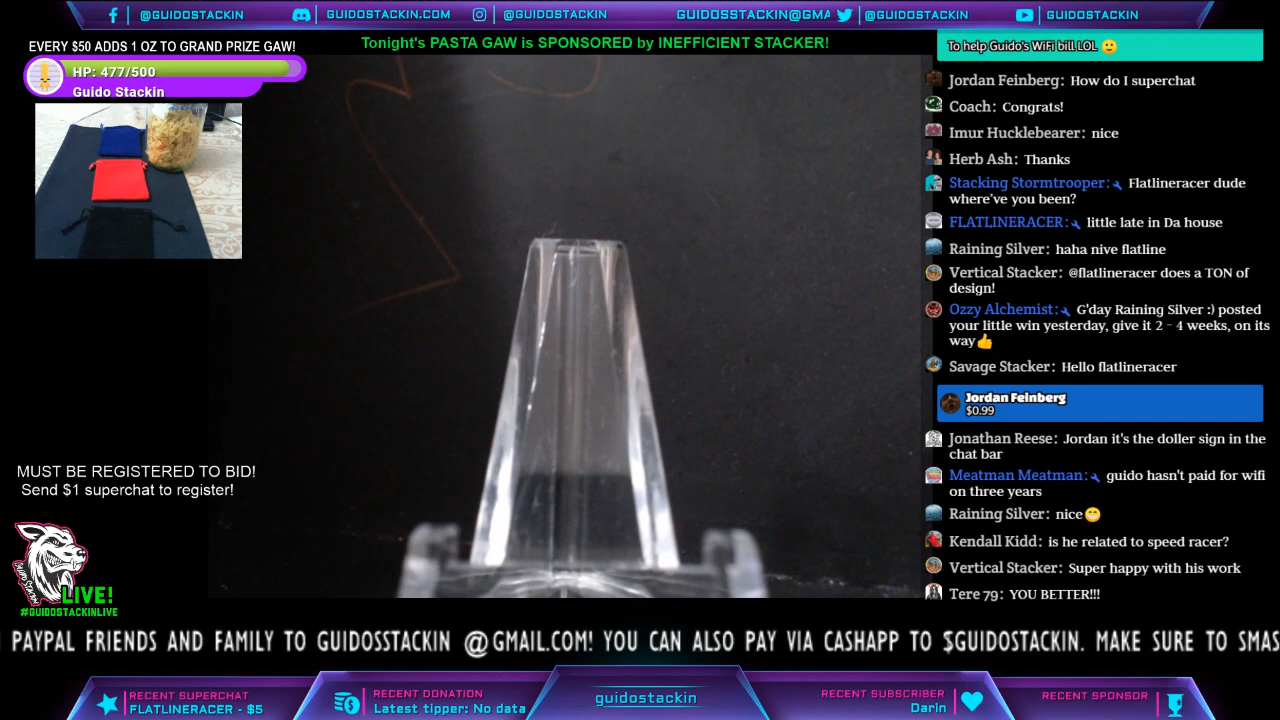 @GUIDOSTACKIN
GUIDOSTACKIN.COM
@GUIDOSTACKIN
GUIDOSSTACKIN@GMA
@GUIDOSTACKIN
GUIDOSTACKIN
EVERY $50 ADDS 1 OZ TO GRAND PRIZE GAW!
Tonight's PASTA GAW is SPONSORED by INEFFICIENT STACKER!
HP: 477/500
Guido Stackin
To help Guido's WiFi bill LOL 🙂
Jordan Feinberg: How do I superchat
Coach: Congrats!
Imur Hucklebearer: nice
Herb Ash: Thanks
Stacking Stormtrooper: Flatlineracer dude
where've you been?
FLATLINERACER: little late in Da house
Raining Silver: haha nive flatline
Vertical Stacker: @flatlineracer does a TON of
design!
Ozzy Alchemist: G'day Raining Silver :) posted
your little win yesterday, give it 2 - 4 weeks, on its
way👍
Savage Stacker: Hello flatlineracer
Jordan Feinberg
$0.99
Jonathan Reese: Jordan it's the doller sign in the
chat bar
Meatman Meatman: guido hasn't paid for wifi
on three years
Raining Silver: nice😁
Kendall Kidd: is he related to speed racer?
Vertical Stacker: Super happy with his work
Tere 79: YOU BETTER!!!
MUST BE REGISTERED TO BID!
Send $1 superchat to register!
LIVE!
#GUIDOSTACKINLIVE
PAYPAL FRIENDS AND FAMILY TO GUIDOSSTACKIN @GMAIL.COM! YOU CAN ALSO PAY VIA CASHAPP TO $GUIDOSTACKIN. MAKE SURE TO SMAS
RECENT SUPERCHAT
FLATLINERACER - $5
RECENT DONATION
Latest tipper: No data
guidostackin
RECENT SUBSCRIBER
Darin
RECENT SPONSOR